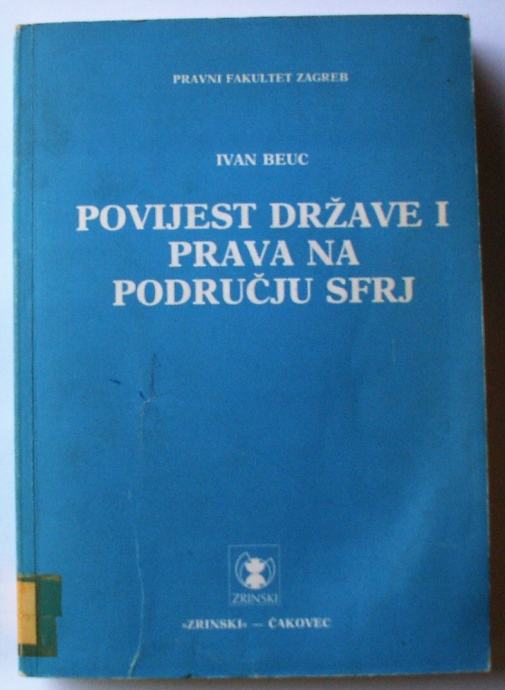 PRAVNI FAKULTET ZAGREB
IVAN BEUC
POVIJEST DRŽAVE I
PRAVA NA
PODRUČJU SFRJ
ZRINSKI
»ZRINSKI« — ČAKOVEC